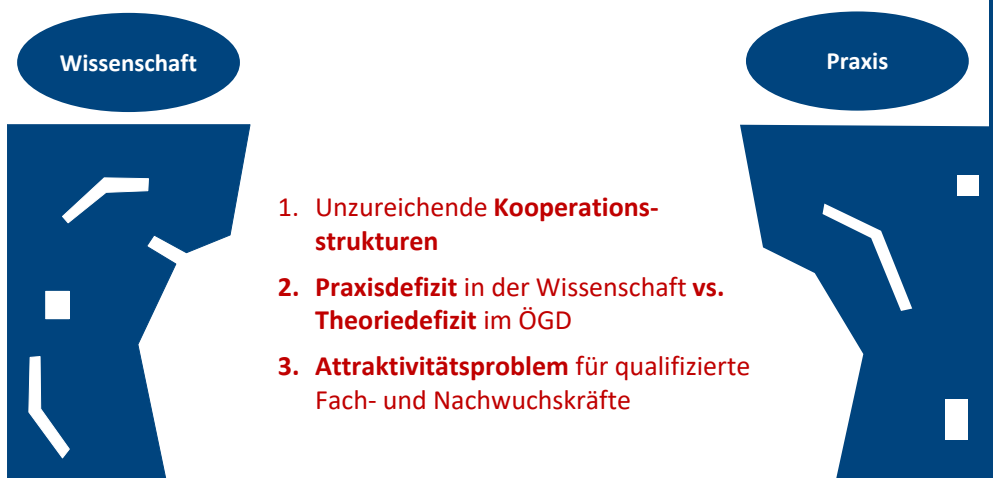 Wissenschaft
Praxis
1. Unzureichende Kooperations-
strukturen
2. Praxisdefizit in der Wissenschaft vs.
Theoriedefizit im ÖGD
3. Attraktivitätsproblem für qualifizierte
Fach- und Nachwuchskräfte